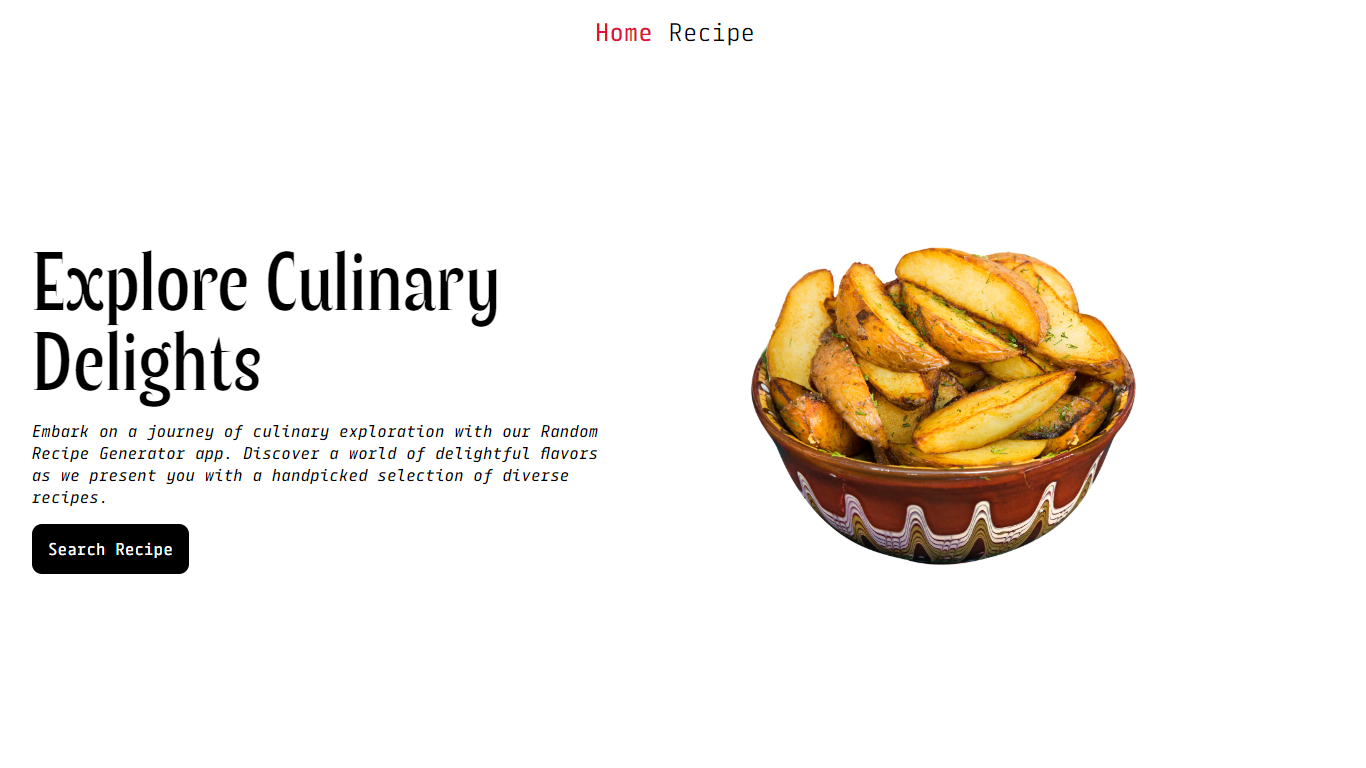 Home Recipe
Explore Culinary
Delights
Embark on a journey of culinary exploration with our Random
Recipe Generator app. Discover a world of delightful flavors
as we present you with a handpicked selection of diverse
recipes.
Search Recipe